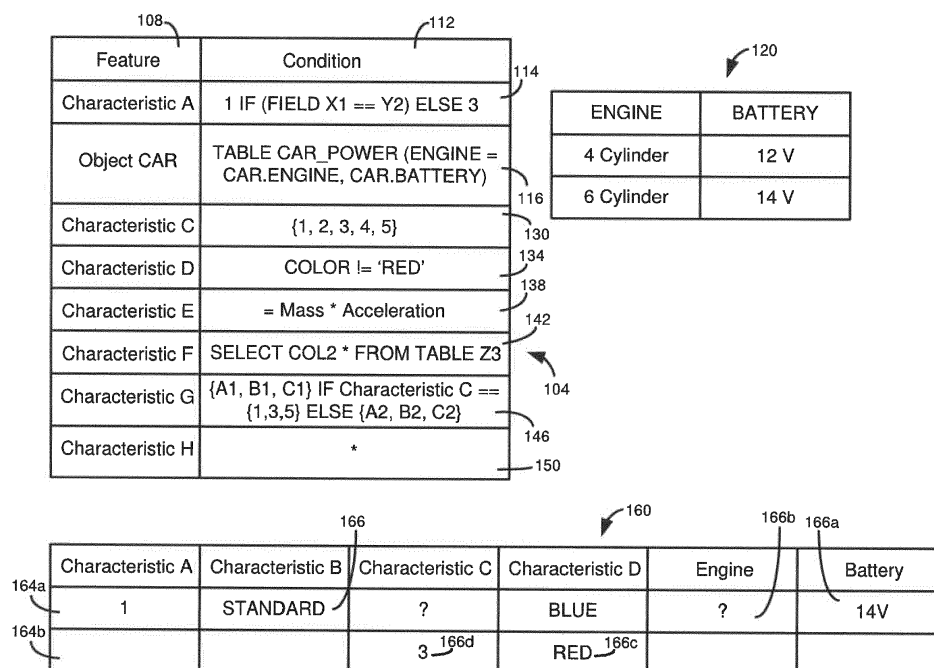 108
112
120
Feature Condition
114
Characteristic A 1 IF (FIELD X1 == Y2) ELSE 3
ENGINE BATTERY
Object CAR TABLE CAR_POWER (ENGINE =
CAR.ENGINE, CAR.BATTERY)
4 Cylinder 12 V
6 Cylinder 14 V
116
Characteristic C {1, 2, 3, 4, 5}
130
Characteristic D COLOR != 'RED'
134
Characteristic E = Mass * Acceleration
138
142
Characteristic F SELECT COL2 * FROM TABLE Z3
104
Characteristic G {A1, B1, C1} IF Characteristic C ==
{1,3,5} ELSE {A2, B2, C2}
146
Characteristic H *
150
166 160 166b 166a
Characteristic A Characteristic B Characteristic C Characteristic D Engine Battery
164a 1 STANDARD ? BLUE ? 14V
164b 3 166d RED 166c